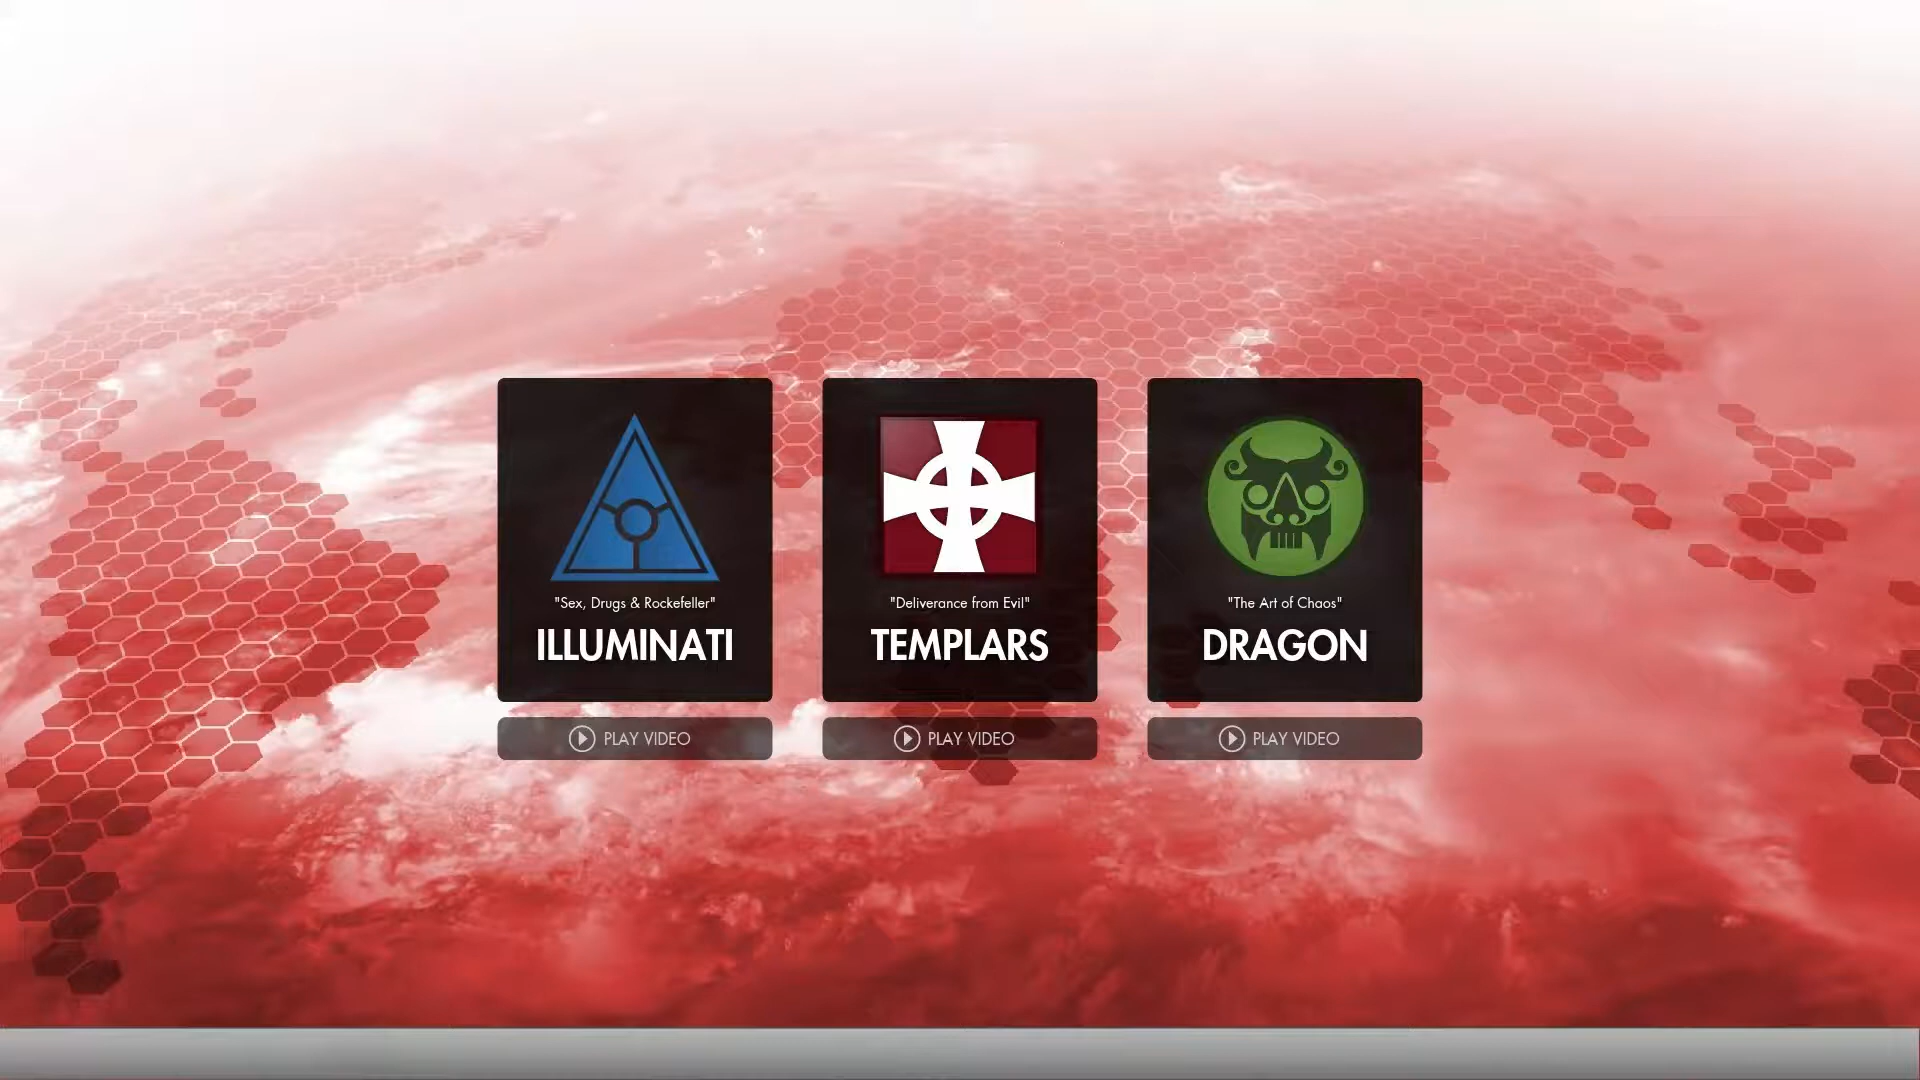 "Sex, Drugs & Rockefeller"
ILLUMINATI
PLAY VIDEO
"Deliverance from Evil"
TEMPLARS
PLAY VIDEO
"The Art of Chaos"
DRAGON
PLAY VIDEO